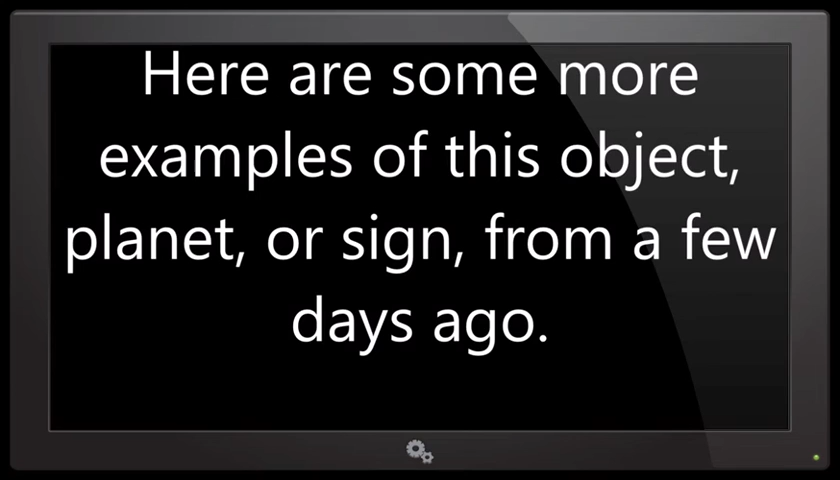 Here are some more
examples of this object,
planet, or sign, from a few
days ago.